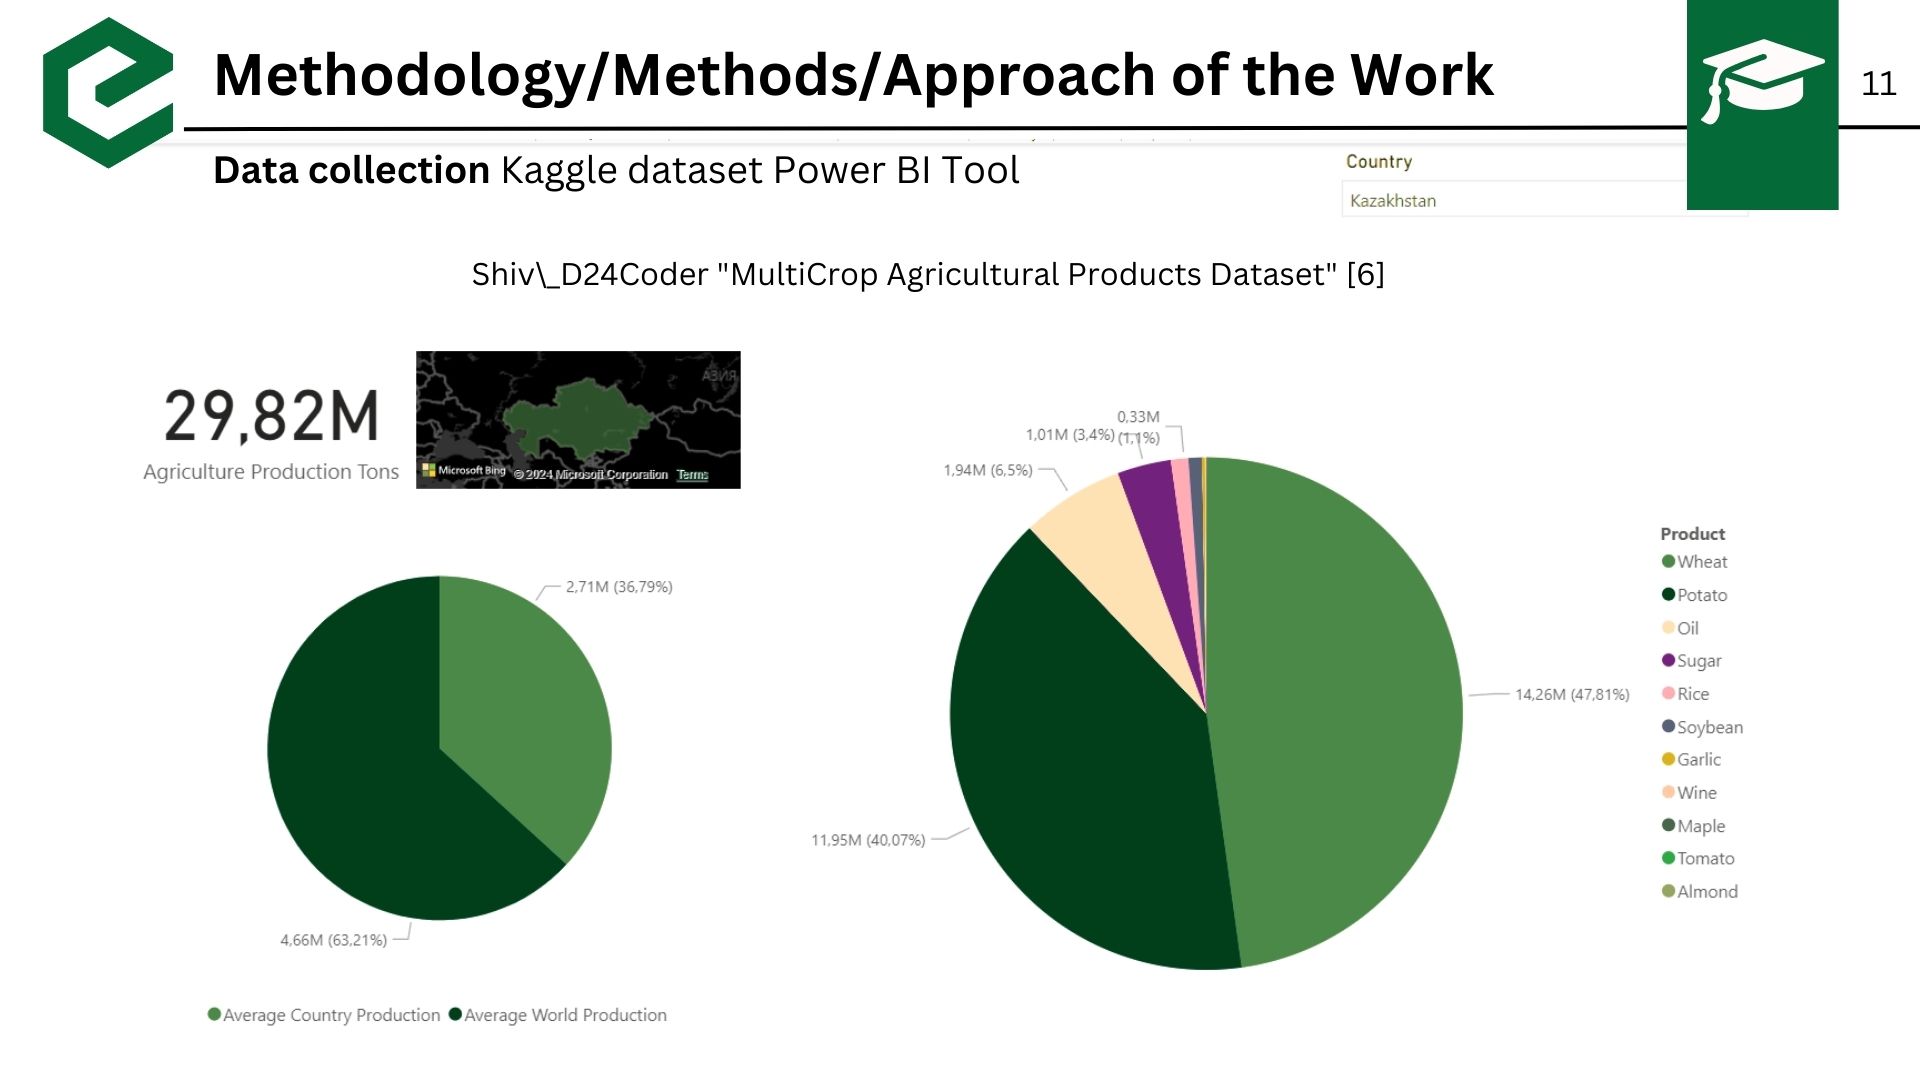 Methodology/Methods/Approach of the Work
11
Data collection Kaggle dataset Power BI Tool
Country
Kazakhstan
Shiv\_D24Coder "MultiCrop Agricultural Products Dataset" [6]
29,82M
Agriculture Production Tons
АЗИЯ
Microsoft Bing
© 2024 Microsoft Corporation Terms
2,71M (36,79%)
4,66M (63,21%)
Average Country Production
Average World Production
0,33M
(1,1%)
1,01M (3,4%)
1,94M (6,5%)
14,26M (47,81%)
11,95M (40,07%)
Product
Wheat
Potato
Oil
Sugar
Rice
Soybean
Garlic
Wine
Maple
Tomato
Almond